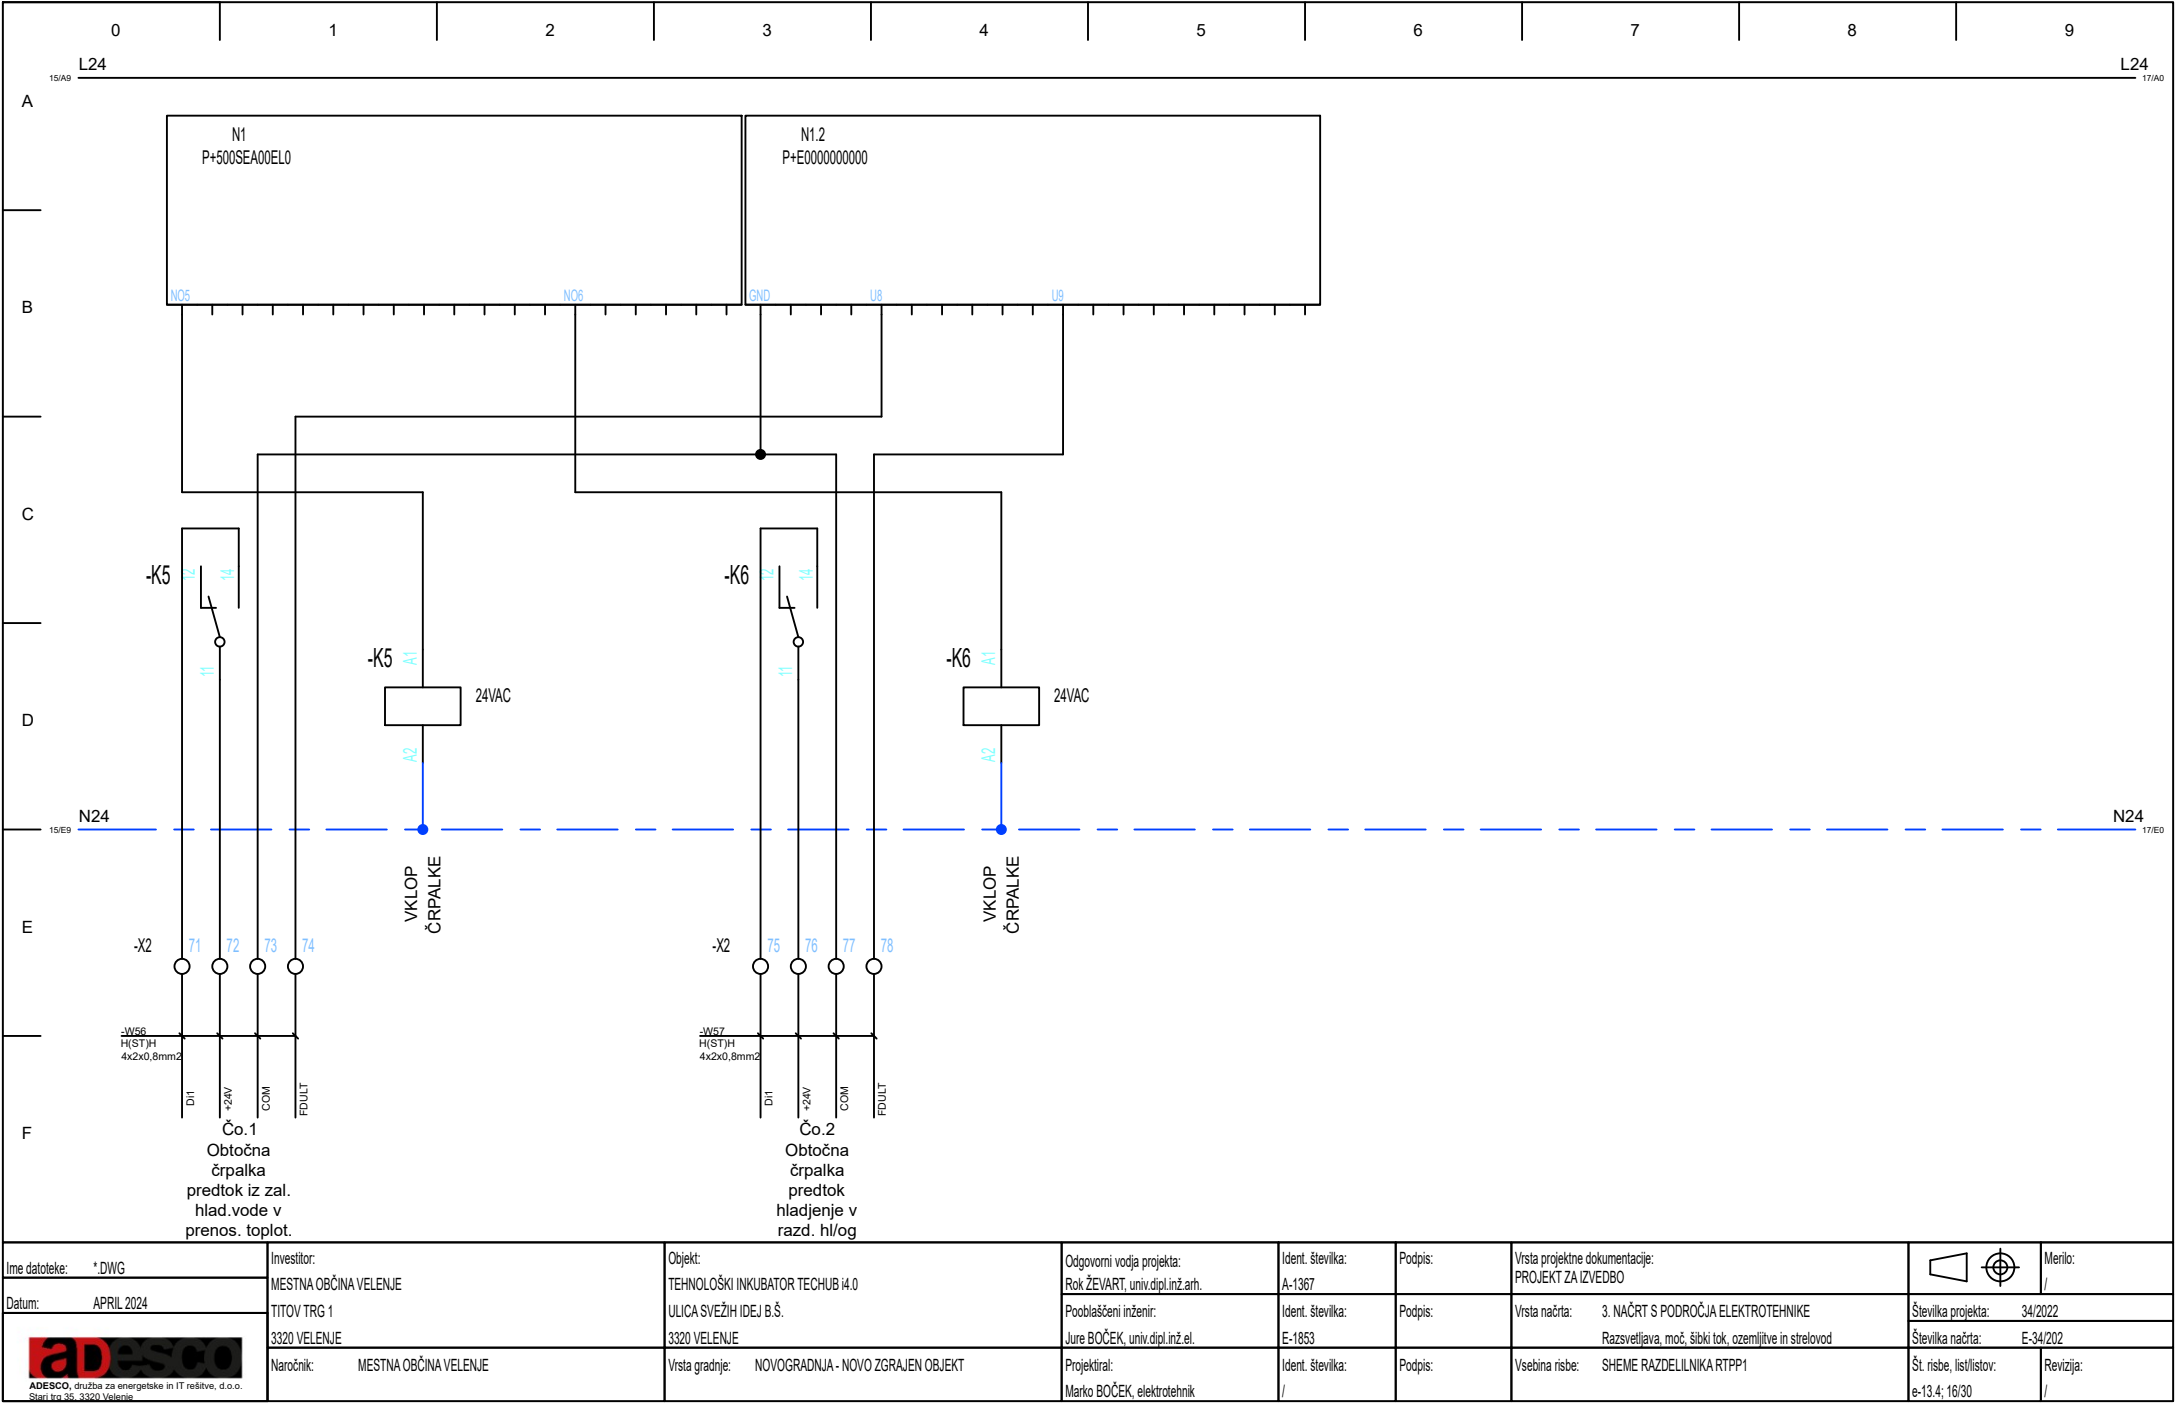 0 1 2 3 4 5 6 7 8 9
L24 L24
15/A9 17/A0
A
N1
P+500SEA00EL0
N1.2
P+E0000000000
NO5 NO6 GND U8 U9
B
C
-K5 12 14
-K6 12 14
11 11
-K5 A1
24VAC
A2
-K6 A1
24VAC
A2
D
N24 N24
15/E9 17/E0
VKLOP
ČRPALKE
VKLOP
ČRPALKE
E
-X2 71 72 73 74
-X2 75 76 77 78
-W56
H(ST)H
4x2x0,8mm2
-W57
H(ST)H
4x2x0,8mm2
Di1 +24V COM FDULT
Di1 +24V COM FDULT
F
Čo.1
Obtočna
črpalka
predtok iz zal.
hlad.vode v
prenos. toplot.
Čo.2
Obtočna
črpalka
predtok
hladjenje v
razd. hl/og
Ime datoteke: *.DWG
Datum: APRIL 2024
aDesco
ADESCO, družba za energetske in IT rešitve, d.o.o.
Stari trg 35, 3320 Velenje
Investitor:
MESTNA OBČINA VELENJE
TITOV TRG 1
3320 VELENJE
Naročnik: MESTNA OBČINA VELENJE
Objekt:
TEHNOLOŠKI INKUBATOR TECHUB i4.0
ULICA SVEŽIH IDEJ B.Š.
3320 VELENJE
Vrsta gradnje: NOVOGRADNJA - NOVO ZGRAJEN OBJEKT
Odgovorni vodja projekta:
Rok ŽEVART, univ.dipl.inž.arh.
Pooblaščeni inženir:
Jure BOČEK, univ.dipl.inž.el.
Projektiral:
Marko BOČEK, elektrotehnik
Ident. številka:
A-1367
Ident. številka:
E-1853
Ident. številka:
/
Podpis:
Podpis:
Podpis:
Vrsta projektne dokumentacije:
PROJEKT ZA IZVEDBO
Vrsta načrta: 3. NAČRT S PODROČJA ELEKTROTEHNIKE
Razsvetljava, moč, šibki tok, ozemljitve in strelovod
Vsebina risbe: SHEME RAZDELILNIKA RTPP1
Merilo:
/
Številka projekta: 34/2022
Številka načrta: E-34/202
Št. risbe, list/listov:
e-13.4; 16/30
Revizija:
/